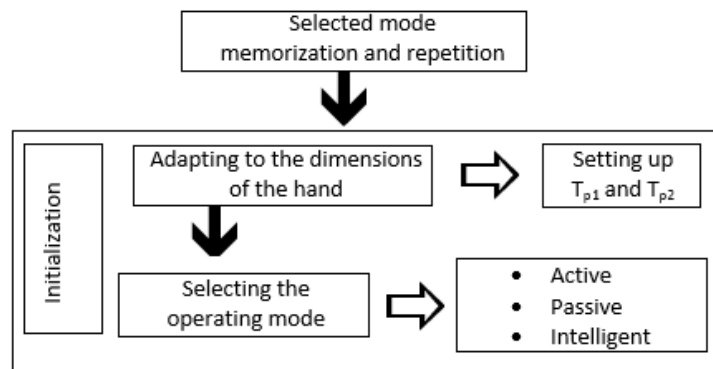 Selected mode
memorization and repetition
Initialization
Adapting to the dimensions
of the hand
Setting up
Tp1 and Tp2
Selecting the
operating mode
• Active
• Passive
• Intelligent